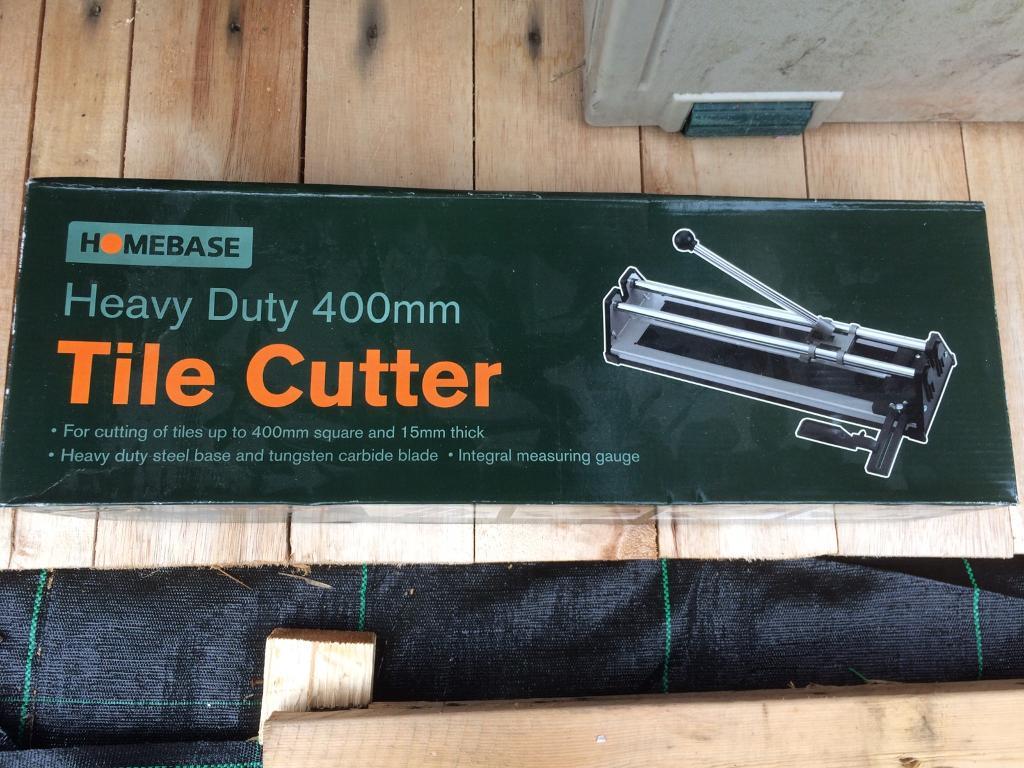 HOMEBASE
Heavy Duty 400mm
Tile Cutter
• For cutting of tiles up to 400mm square and 15mm thick
• Heavy duty steel base and tungsten carbide blade • Integral measuring gauge